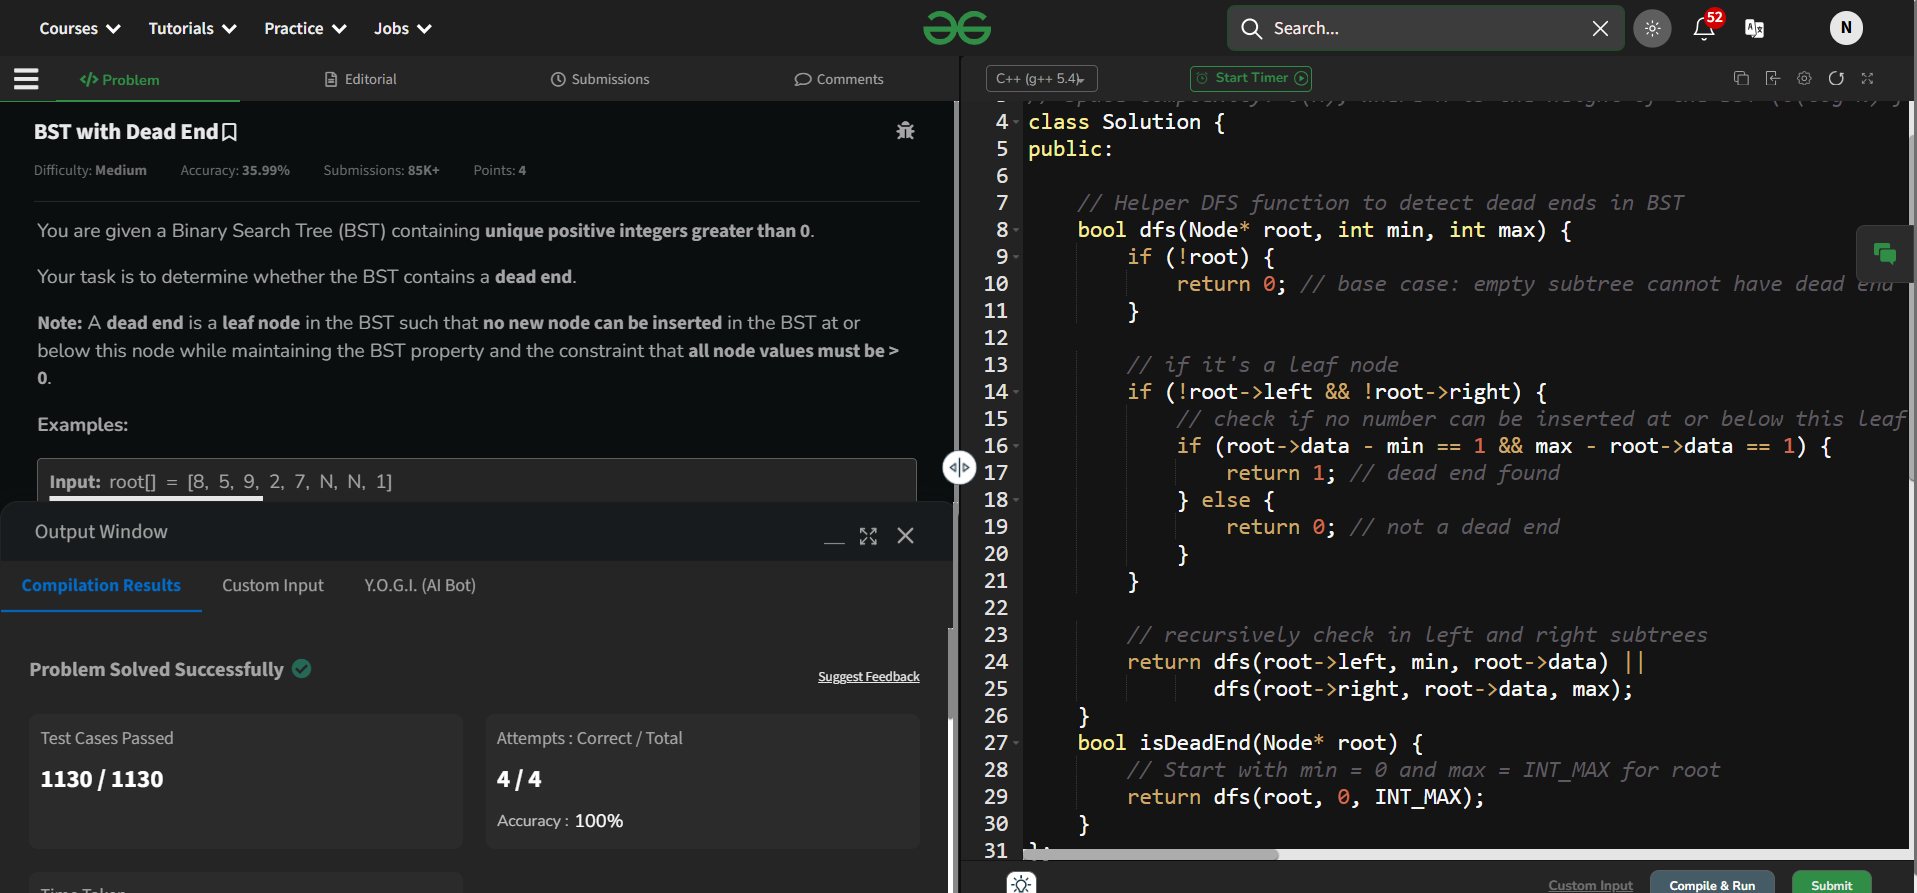 Courses Tutorials Practice Jobs
Search...
52
N
Problem Editorial Submissions Comments
C++ (g++ 5.4) Start Timer
BST with Dead End
Difficulty: Medium Accuracy: 35.99% Submissions: 85K+ Points: 4
You are given a Binary Search Tree (BST) containing unique positive integers greater than 0.
Your task is to determine whether the BST contains a dead end.
Note: A dead end is a leaf node in the BST such that no new node can be inserted in the BST at or
below this node while maintaining the BST property and the constraint that all node values must be >
0.
Examples:
Input: root[] = [8, 5, 9, 2, 7, N, N, 1]
Output Window
Compilation Results Custom Input Y.O.G.I. (AI Bot)
Problem Solved Successfully
Suggest Feedback
Test Cases Passed
1130 / 1130
Attempts : Correct / Total
4 / 4
Accuracy : 100%
4 class Solution {
5 public:
6
7 // Helper DFS function to detect dead ends in BST
8 bool dfs(Node* root, int min, int max) {
9 if (!root) {
10 return 0; // base case: empty subtree cannot have dead end
11 }
12
13 // if it's a leaf node
14 if (!root->left && !root->right) {
15 // check if no number can be inserted at or below this leaf
16 if (root->data - min == 1 && max - root->data == 1) {
17 return 1; // dead end found
18 } else {
19 return 0; // not a dead end
20 }
21 }
22
23 // recursively check in left and right subtrees
24 return dfs(root->left, min, root->data) ||
25 dfs(root->right, root->data, max);
26 }
27 bool isDeadEnd(Node* root) {
28 // Start with min = 0 and max = INT_MAX for root
29 return dfs(root, 0, INT_MAX);
30 }
31 };
Custom Input Compile & Run Submit